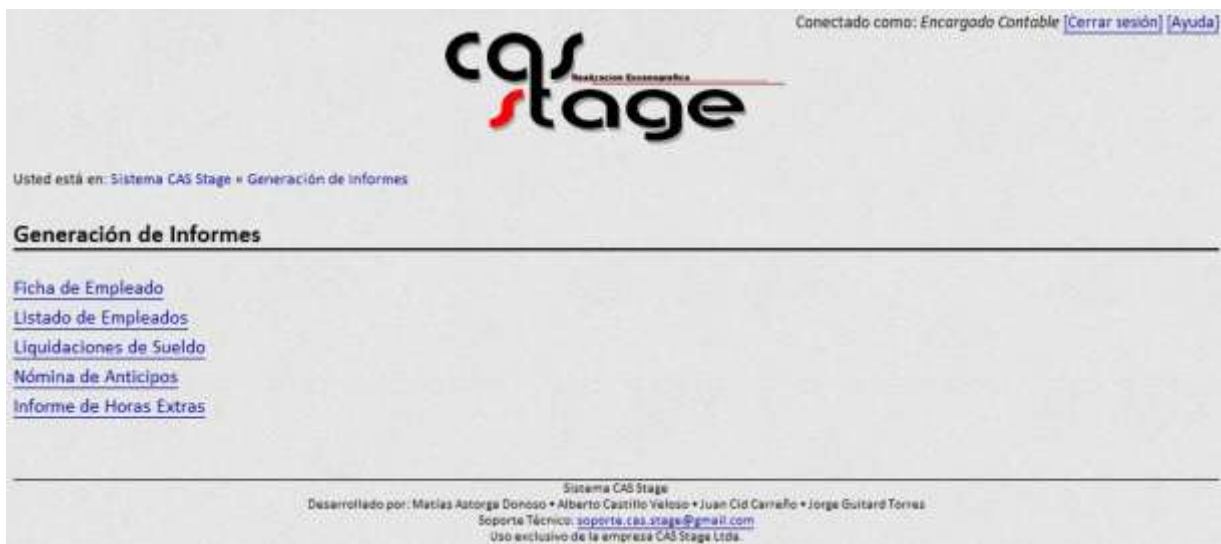 Conectado como: Encargado Contable [Cerrar sesión] [Ayuda]
cas
Realizacion Escenografica
stage
Usted está en: Sistema CAS Stage » Generación de Informes
Generación de Informes
Ficha de Empleado
Listado de Empleados
Liquidaciones de Sueldo
Nómina de Anticipos
Informe de Horas Extras
Sistema CAS Stage
Desarrollado por: Matías Astorga Donoso • Alberto Castillo Veloso • Juan Cid Carreño • Jorge Guitard Torres
Soporte Técnico: soporte.cas.stage@gmail.com
Uso exclusivo de la empresa CAS Stage Ltda.